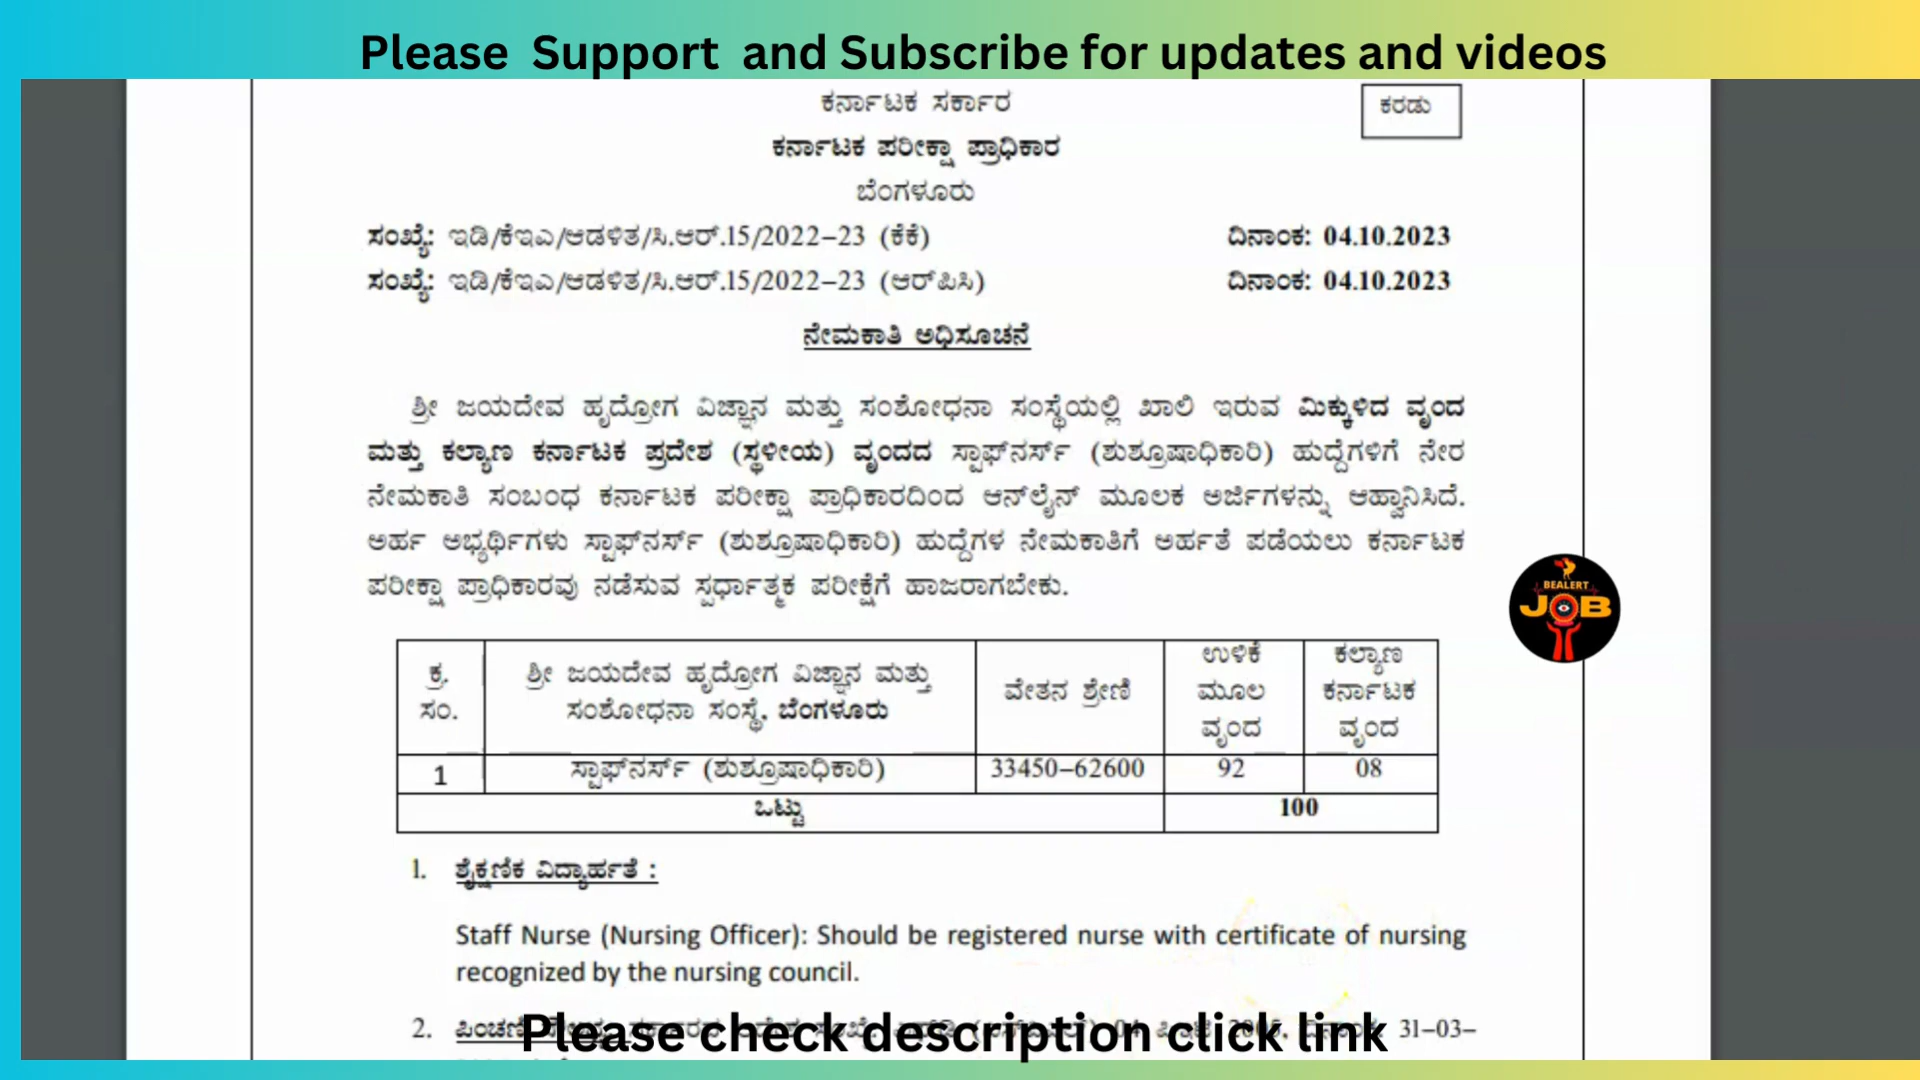 Please Support and Subscribe for updates and videos
ಕರ್ನಾಟಕ ಸರ್ಕಾರ
ಕರಡು
ಕರ್ನಾಟಕ ಪರೀಕ್ಷಾ ಪ್ರಾಧಿಕಾರ
ಬೆಂಗಳೂರು
ಸಂಖ್ಯೆ: ಇಡಿ/ಕೆಇಎ/ಆಡಳಿತ/ಸಿ.ಆರ್.15/2022-23 (ಕೆಕೆ) ದಿನಾಂಕ: 04.10.2023
ಸಂಖ್ಯೆ: ಇಡಿ/ಕೆಇಎ/ಆಡಳಿತ/ಸಿ.ಆರ್.15/2022-23 (ಆರ್‌ಪಿಸಿ) ದಿನಾಂಕ: 04.10.2023
ನೇಮಕಾತಿ ಅಧಿಸೂಚನೆ
ಶ್ರೀ ಜಯದೇವ ಹೃದ್ರೋಗ ವಿಜ್ಞಾನ ಮತ್ತು ಸಂಶೋಧನಾ ಸಂಸ್ಥೆಯಲ್ಲಿ ಖಾಲಿ ಇರುವ ಮಿಕ್ಕುಳಿದ ವೃಂದ
ಮತ್ತು ಕಲ್ಯಾಣ ಕರ್ನಾಟಕ ಪ್ರದೇಶ (ಸ್ಥಳೀಯ) ವೃಂದದ ಸ್ಟಾಫ್‌ನರ್ಸ್ (ಶುಶ್ರೂಷಾಧಿಕಾರಿ) ಹುದ್ದೆಗಳಿಗೆ ನೇರ
ನೇಮಕಾತಿ ಸಂಬಂಧ ಕರ್ನಾಟಕ ಪರೀಕ್ಷಾ ಪ್ರಾಧಿಕಾರದಿಂದ ಆನ್‌ಲೈನ್ ಮೂಲಕ ಅರ್ಜಿಗಳನ್ನು ಆಹ್ವಾನಿಸಿದೆ.
ಅರ್ಹ ಅಭ್ಯರ್ಥಿಗಳು ಸ್ಟಾಫ್‌ನರ್ಸ್ (ಶುಶ್ರೂಷಾಧಿಕಾರಿ) ಹುದ್ದೆಗಳ ನೇಮಕಾತಿಗೆ ಅರ್ಹತೆ ಪಡೆಯಲು ಕರ್ನಾಟಕ
ಪರೀಕ್ಷಾ ಪ್ರಾಧಿಕಾರವು ನಡೆಸುವ ಸ್ಪರ್ಧಾತ್ಮಕ ಪರೀಕ್ಷೆಗೆ ಹಾಜರಾಗಬೇಕು.
BEALERT
JOB
ಕ್ರ. ಸಂ.
ಶ್ರೀ ಜಯದೇವ ಹೃದ್ರೋಗ ವಿಜ್ಞಾನ ಮತ್ತು
ಸಂಶೋಧನಾ ಸಂಸ್ಥೆ, ಬೆಂಗಳೂರು
ವೇತನ ಶ್ರೇಣಿ
ಉಳಿಕೆ ಮೂಲ ವೃಂದ
ಕಲ್ಯಾಣ ಕರ್ನಾಟಕ ವೃಂದ
1 ಸ್ಟಾಫ್‌ನರ್ಸ್ (ಶುಶ್ರೂಷಾಧಿಕಾರಿ) 33450-62600 92 08
ಒಟ್ಟು 100
1. ಶೈಕ್ಷಣಿಕ ವಿದ್ಯಾರ್ಹತೆ :
Staff Nurse (Nursing Officer): Should be registered nurse with certificate of nursing
recognized by the nursing council.
2. 31-03-
Please check description click link